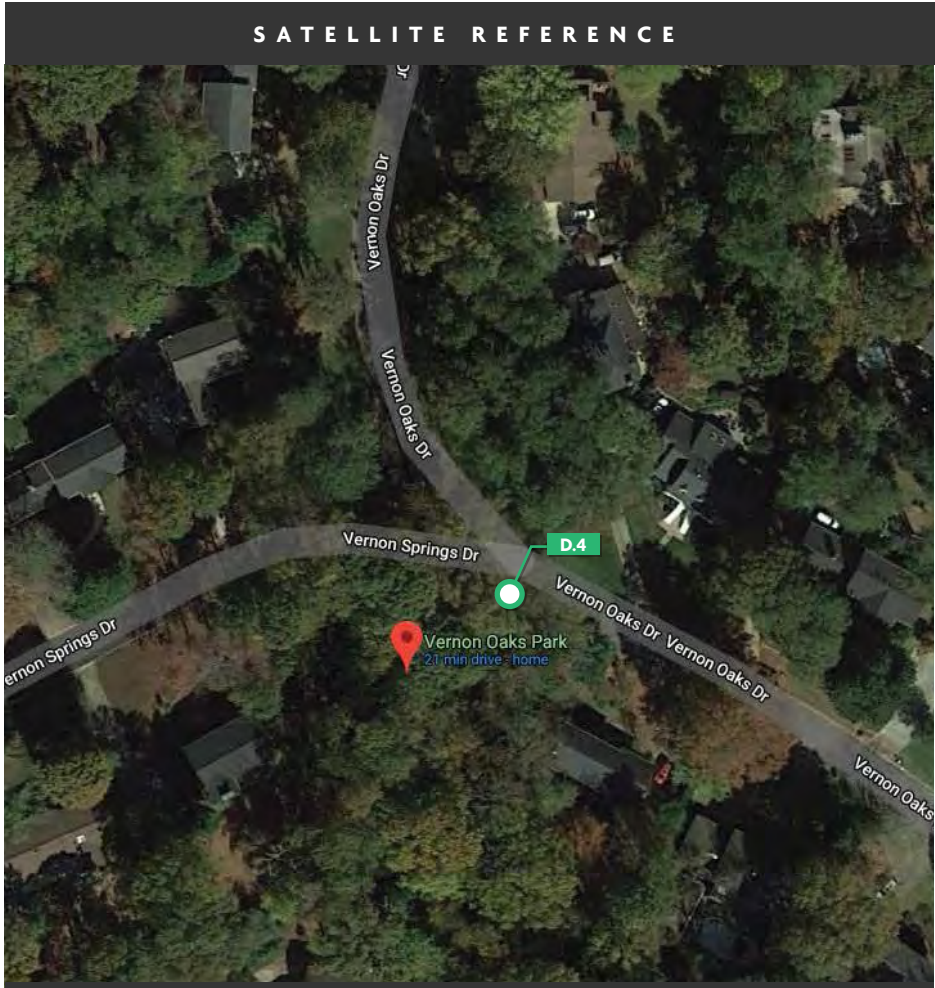 SATELLITE REFERENCE
Vernon Oaks Dr
Vernon Oaks Dr
Vernon Springs Dr
D.4
Vernon Oaks Dr
Vernon Oaks Dr
Vernon Oaks Park
21 min drive - home
ernon Springs Dr
Vernon Oaks